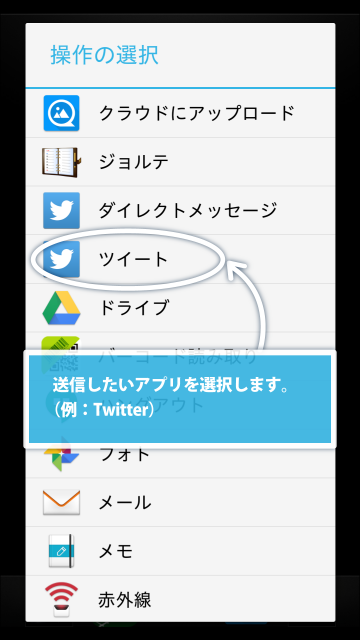 操作の選択
クラウドにアップロード
ジョルテ
ダイレクトメッセージ
ツイート
ドライブ
バーコード読み取り
送信したいアプリを選択します。
（例：Twitter）
ハングアウト
フォト
メール
メモ
赤外線